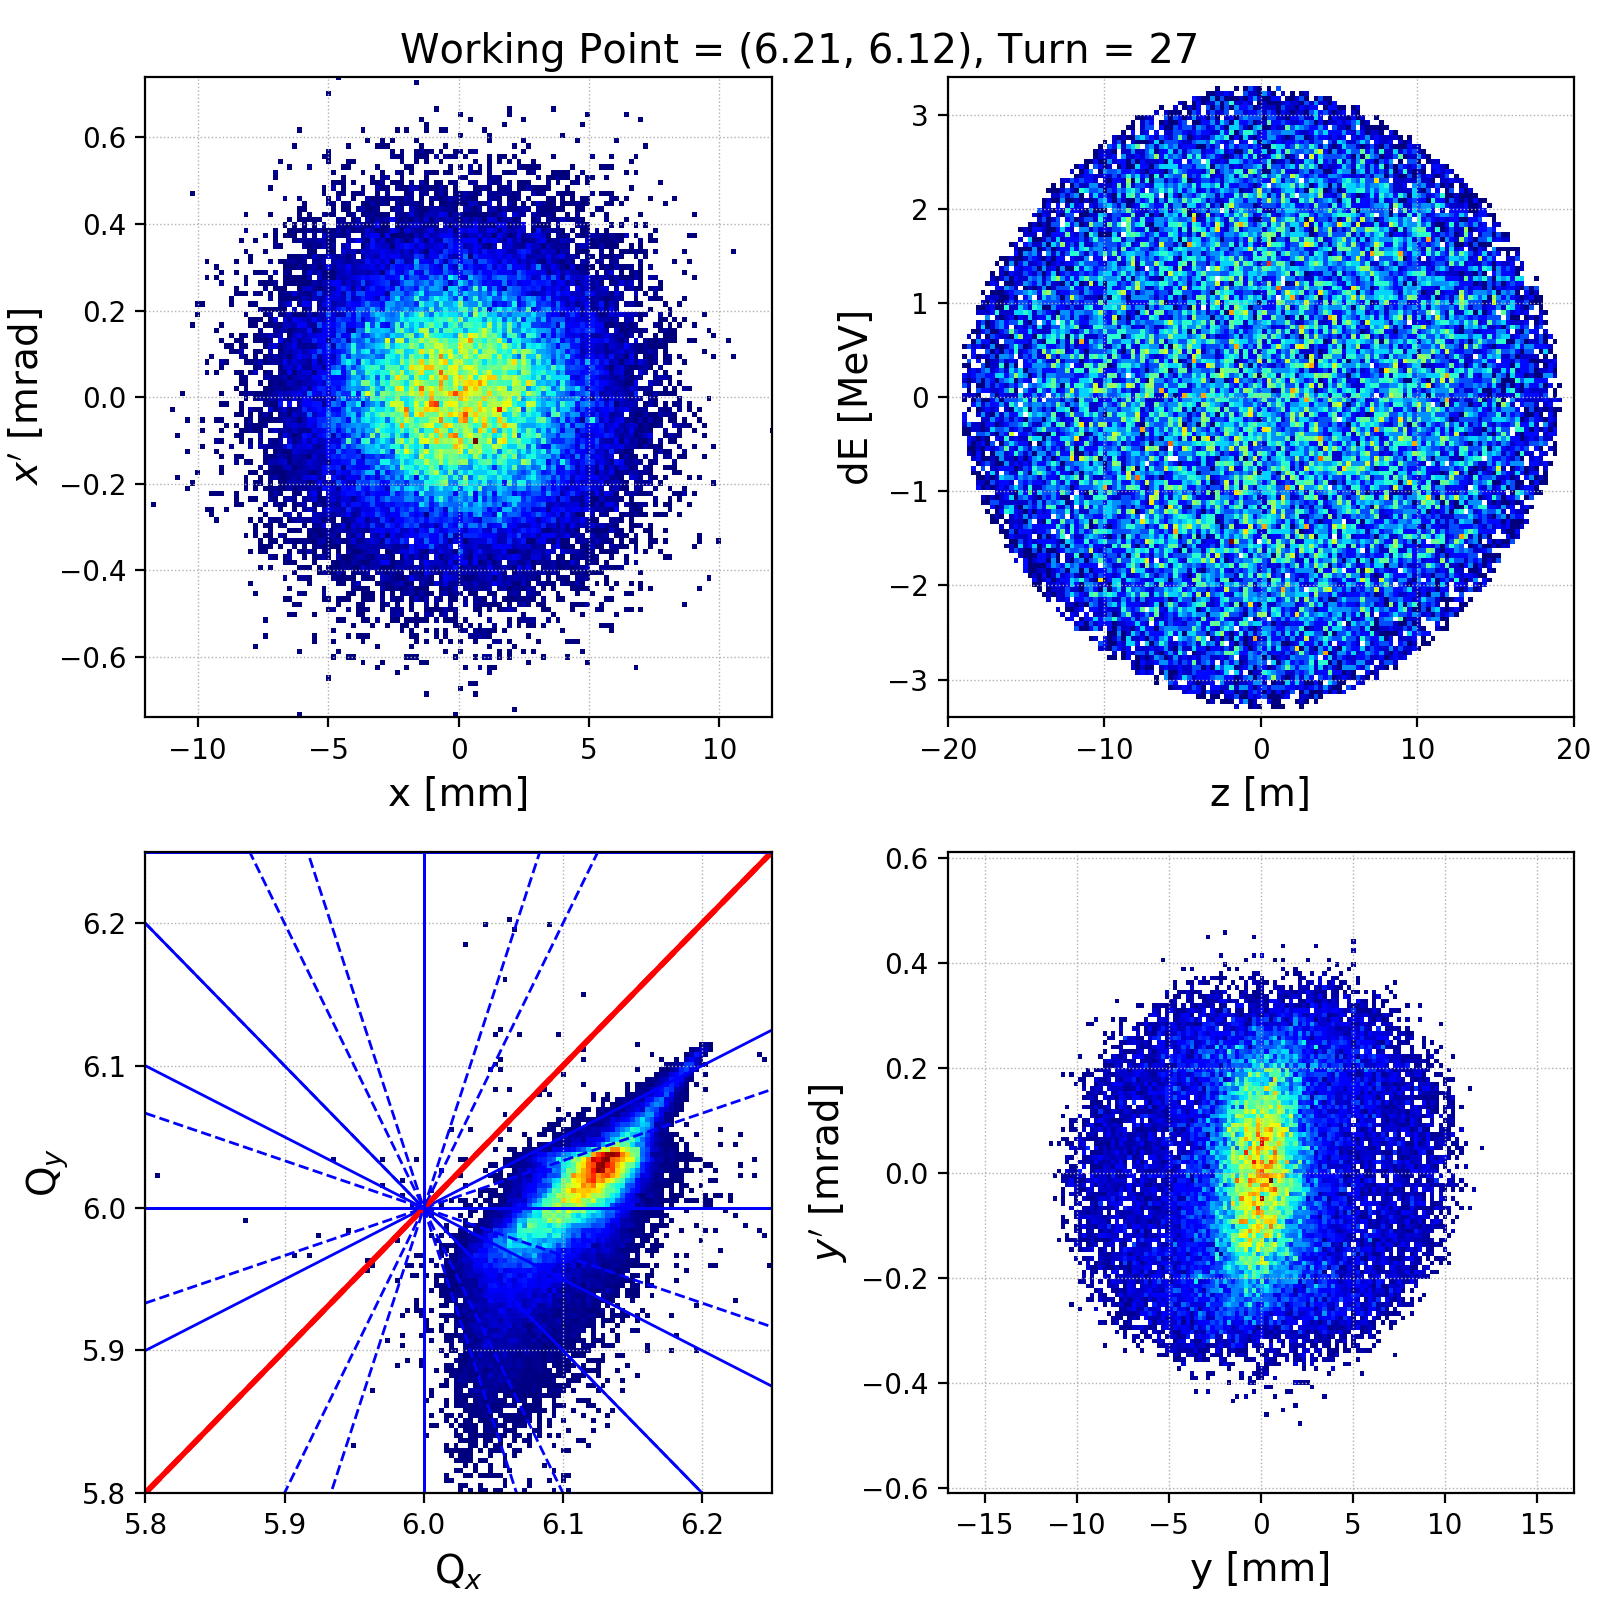 Working Point = (6.21, 6.12), Turn = 27
0.6
0.4
0.2
0.0
−0.2
−0.4
−0.6
x′ [mrad]
−10 −5 0 5 10
x [mm]
3
2
1
0
−1
−2
−3
dE [MeV]
−20 −10 0 10 20
z [m]
6.2
6.1
6.0
5.9
5.8
Qy
5.8 5.9 6.0 6.1 6.2
Qx
0.6
0.4
0.2
0.0
−0.2
−0.4
−0.6
y′ [mrad]
−15 −10 −5 0 5 10 15
y [mm]